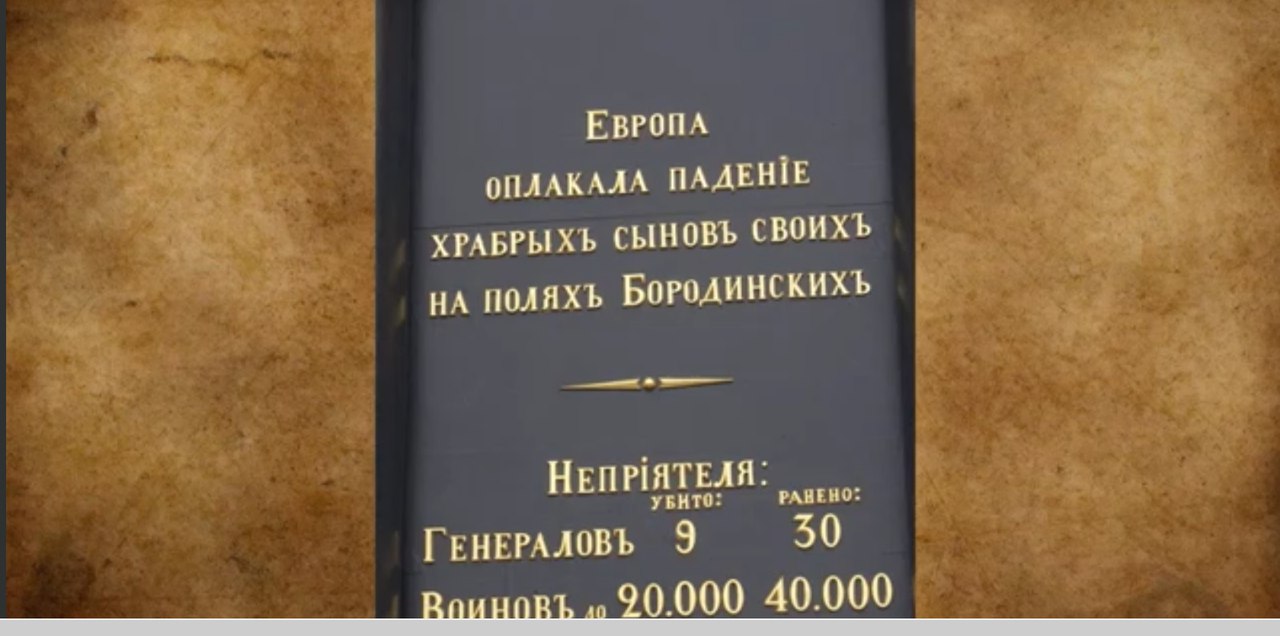 Европа
оплакала паденіе
храбрыхъ сыновъ своихъ
на поляхъ Бородинскихъ
Непріятеля:
убито: ранено:
Генераловъ 9 30
Воиновъ до 20.000 40.000